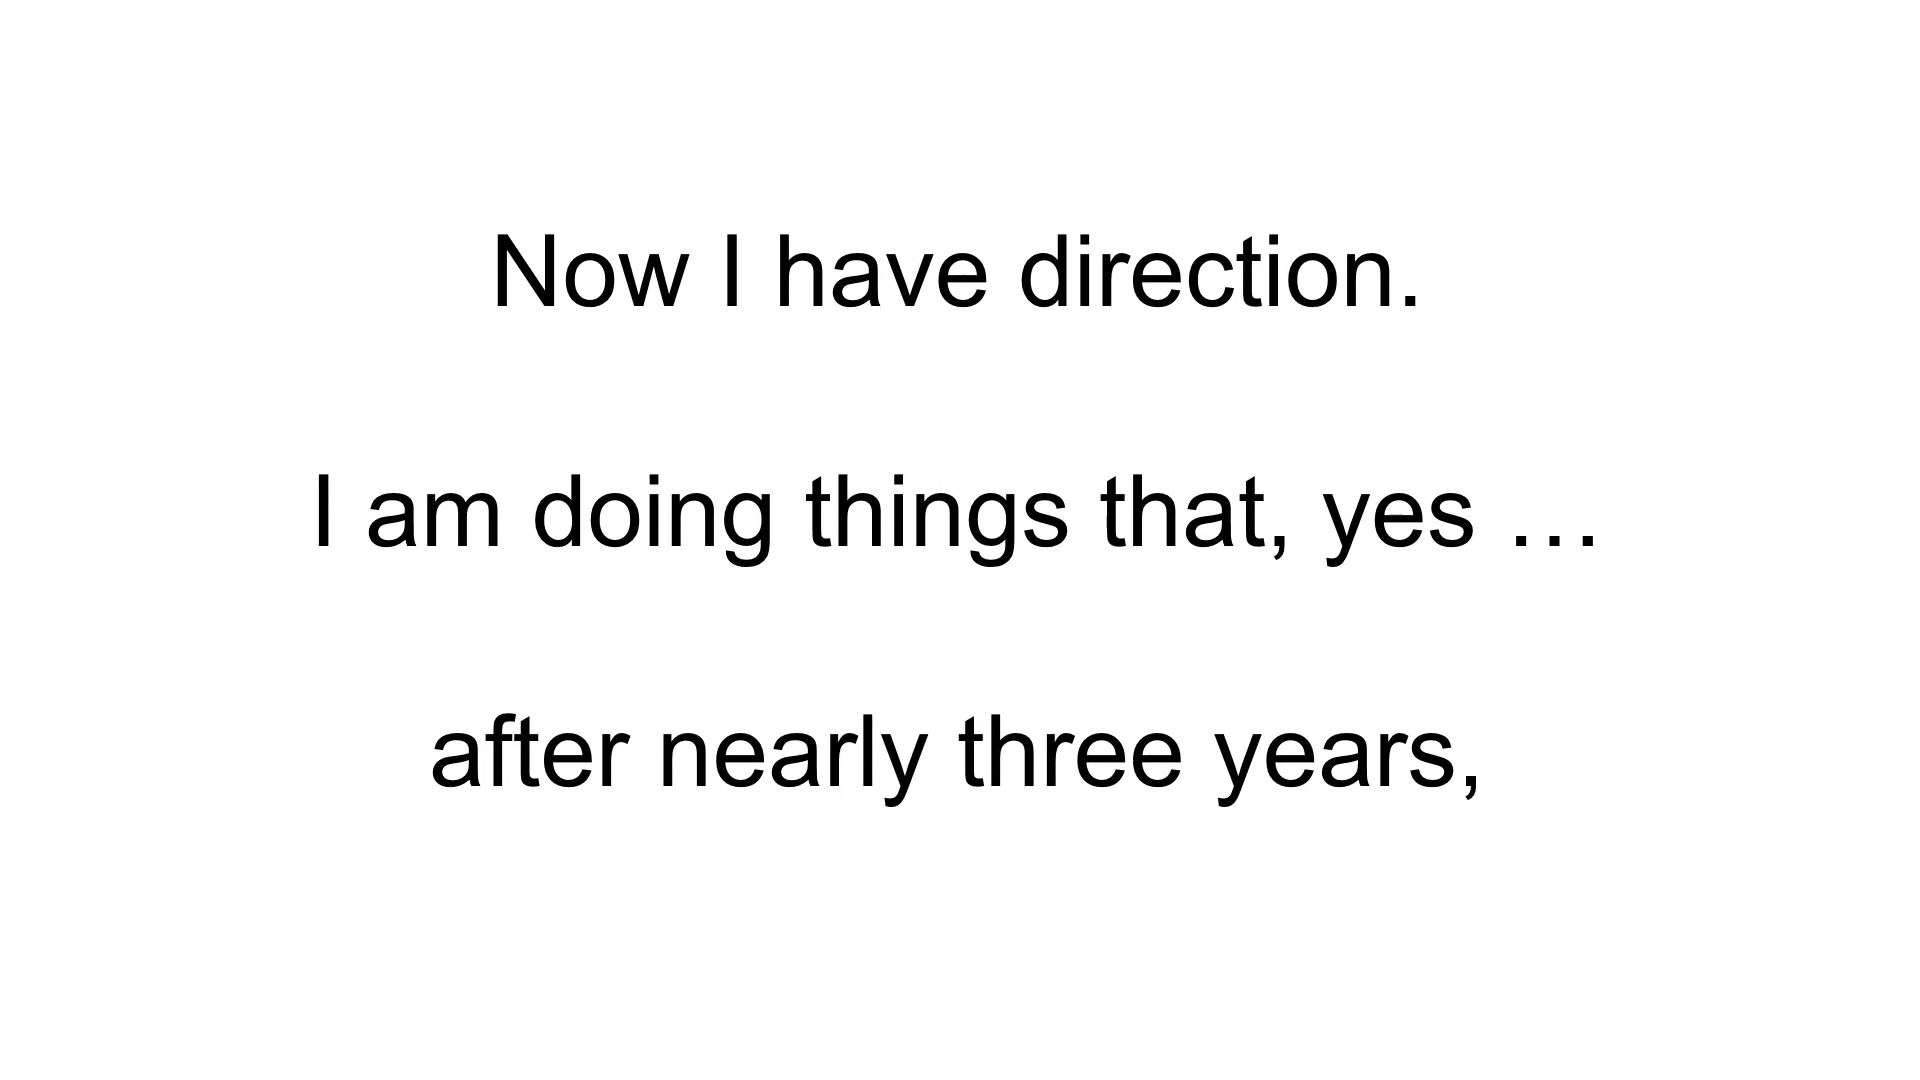 Now I have direction.
I am doing things that, yes …
after nearly three years,